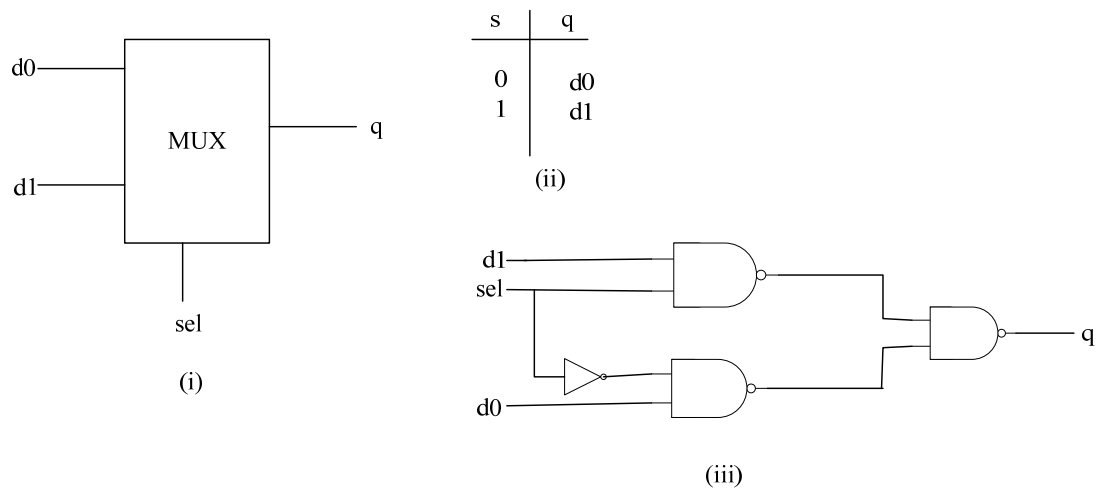 d0
d1
MUX
q
sel
(i)
s q
0 d0
1 d1
(ii)
d1
sel
d0
q
(iii)